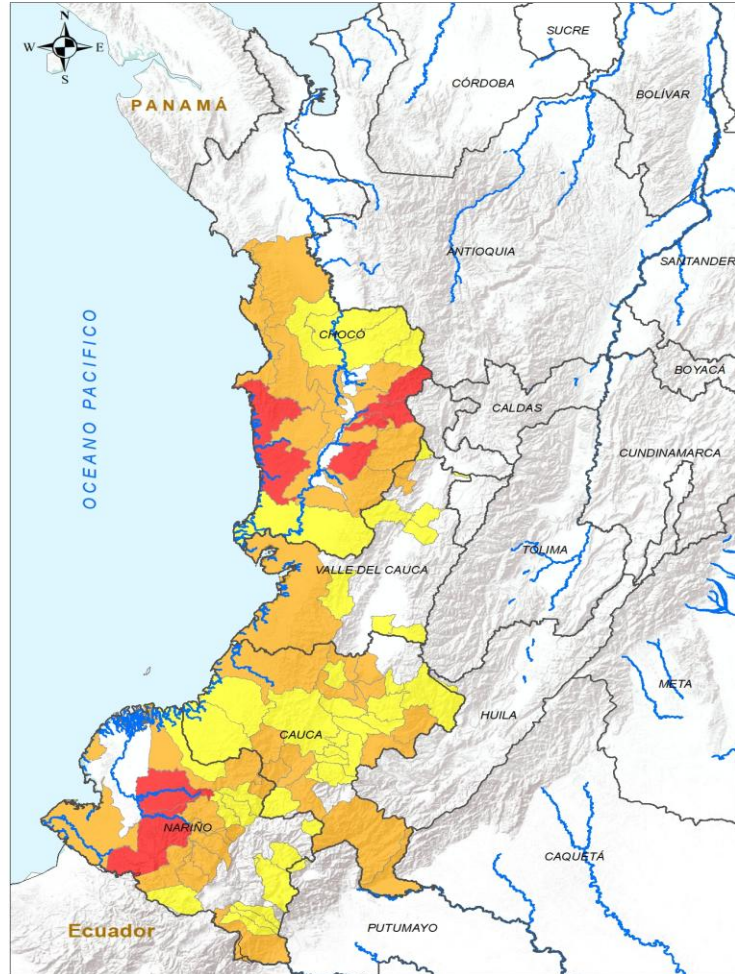 N
W E
S
SUCRE
CÓRDOBA
BOLÍVAR
PANAMÁ
ANTIOQUIA
SANTANDER
OCEANO PACIFICO
CHOCÓ
BOYACÁ
CALDAS
CUNDINAMARCA
TOLIMA
VALLE DEL CAUCA
META
HUILA
CAUCA
NARIÑO
CAQUETÁ
Ecuador
PUTUMAYO